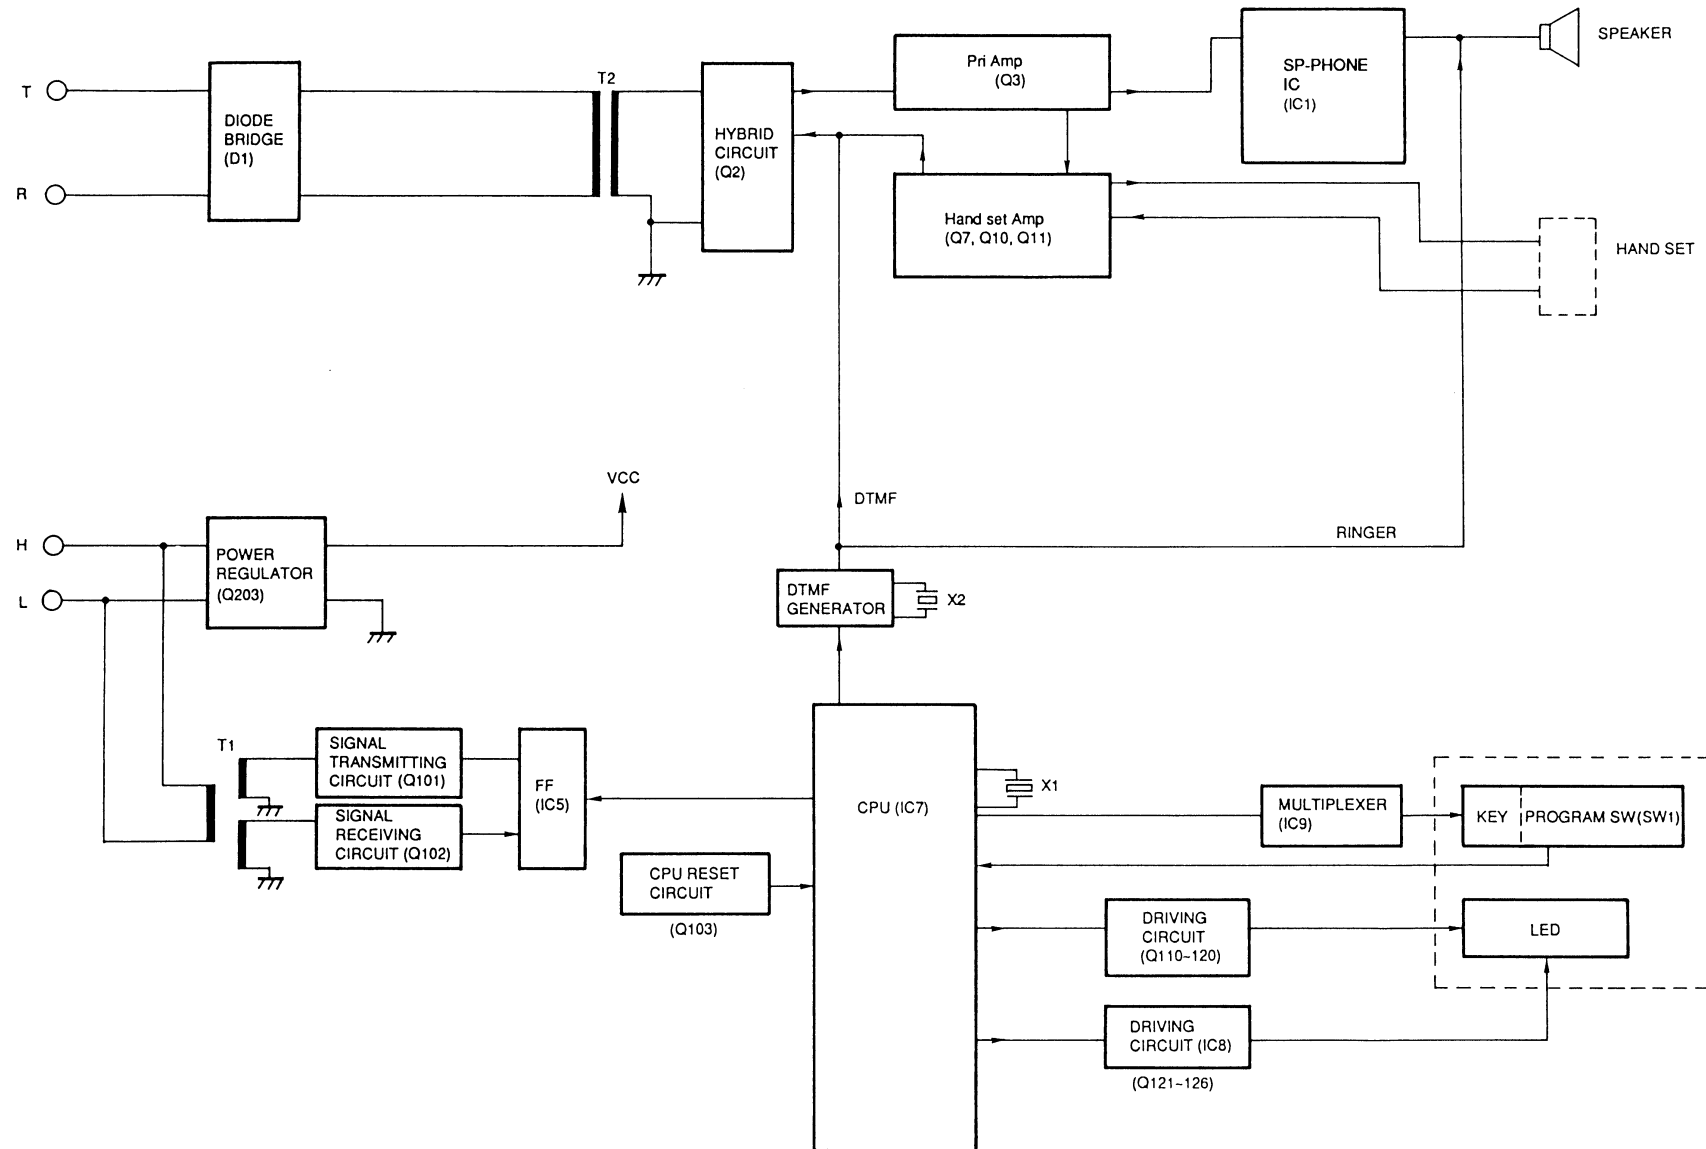 SPEAKER
Pri Amp
(Q3)
SP-PHONE
IC
(IC1)
T
T2
DIODE
BRIDGE
(D1)
HYBRID
CIRCUIT
(Q2)
R
Hand set Amp
(Q7, Q10, Q11)
HAND SET
VCC
DTMF
RINGER
H
POWER
REGULATOR
(Q203)
L
DTMF
GENERATOR
X2
T1
SIGNAL
TRANSMITTING
CIRCUIT (Q101)
FF
(IC5)
SIGNAL
RECEIVING
CIRCUIT (Q102)
CPU (IC7)
X1
MULTIPLEXER
(IC9)
KEY
PROGRAM SW(SW1)
CPU RESET
CIRCUIT
(Q103)
DRIVING
CIRCUIT
(Q110~120)
LED
DRIVING
CIRCUIT (IC8)
(Q121~126)